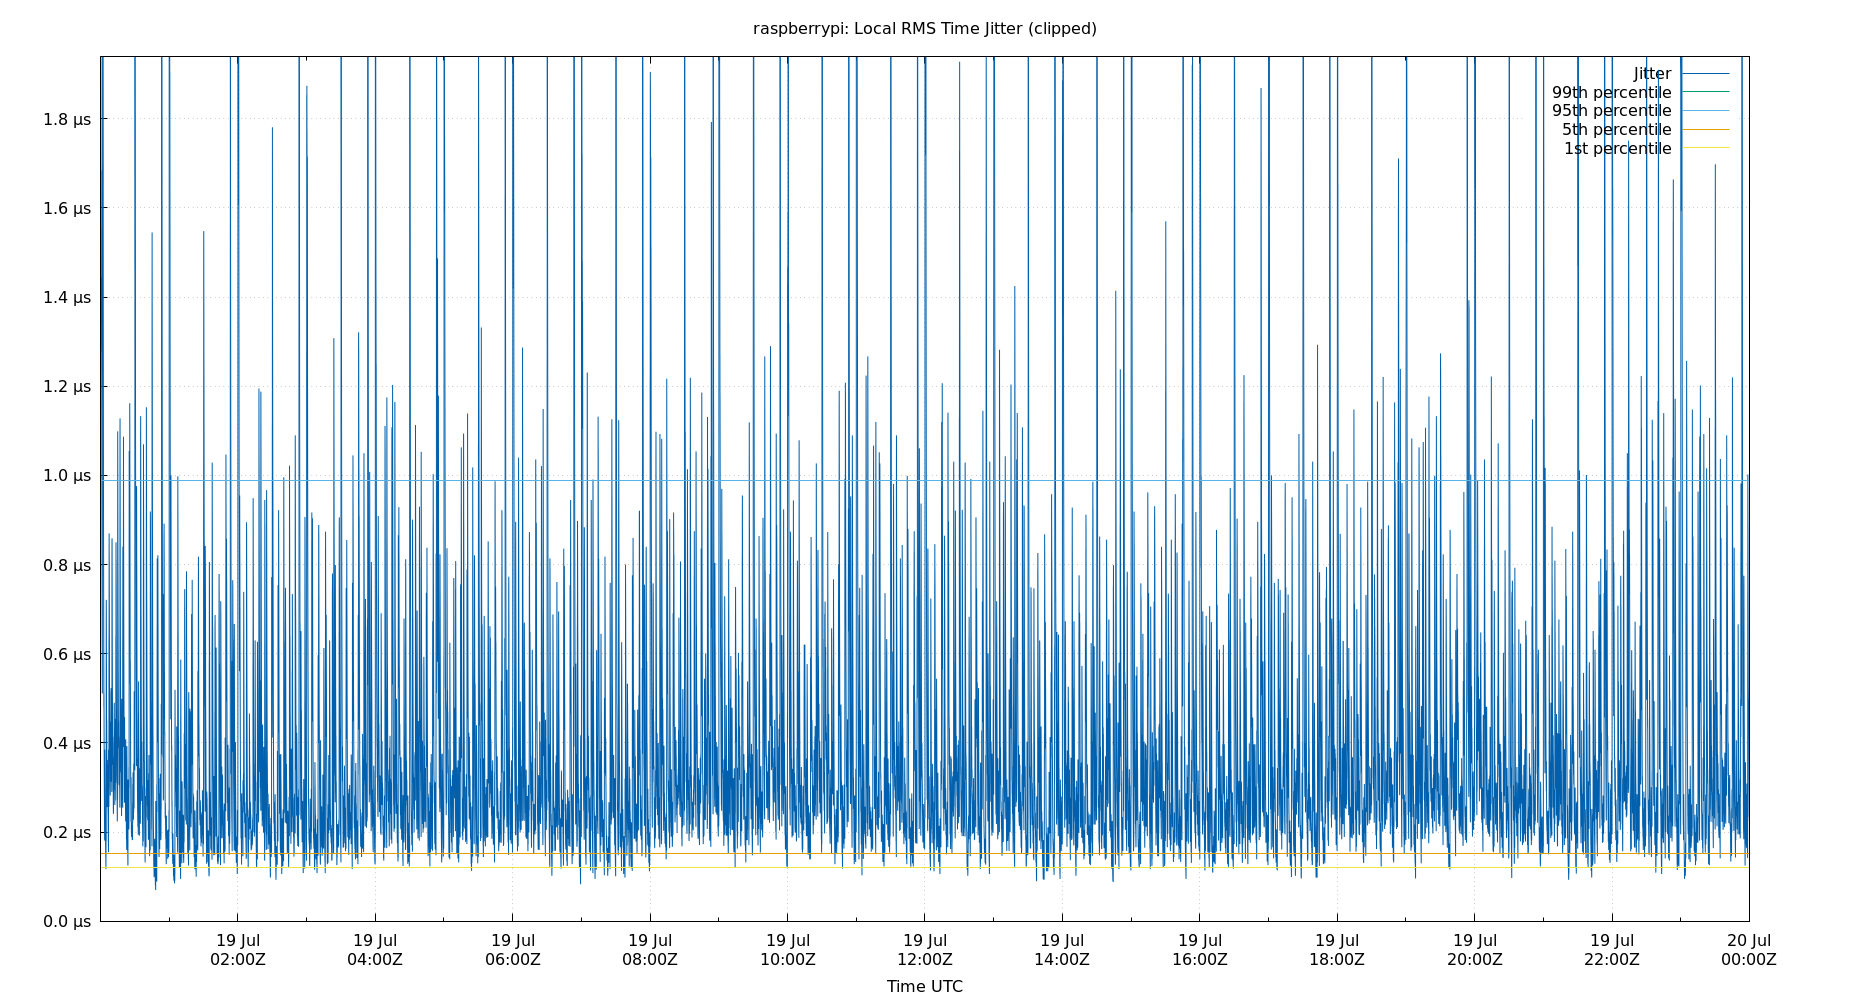 raspberrypi: Local RMS Time Jitter (clipped)
Jitter
99th percentile
95th percentile
5th percentile
1st percentile
1.8 µs
1.6 µs
1.4 µs
1.2 µs
1.0 µs
0.8 µs
0.6 µs
0.4 µs
0.2 µs
0.0 µs
19 Jul 19 Jul 19 Jul 19 Jul 19 Jul 19 Jul 19 Jul 19 Jul 19 Jul 19 Jul 19 Jul 20 Jul
02:00Z 04:00Z 06:00Z 08:00Z 10:00Z 12:00Z 14:00Z 16:00Z 18:00Z 20:00Z 22:00Z 00:00Z
Time UTC